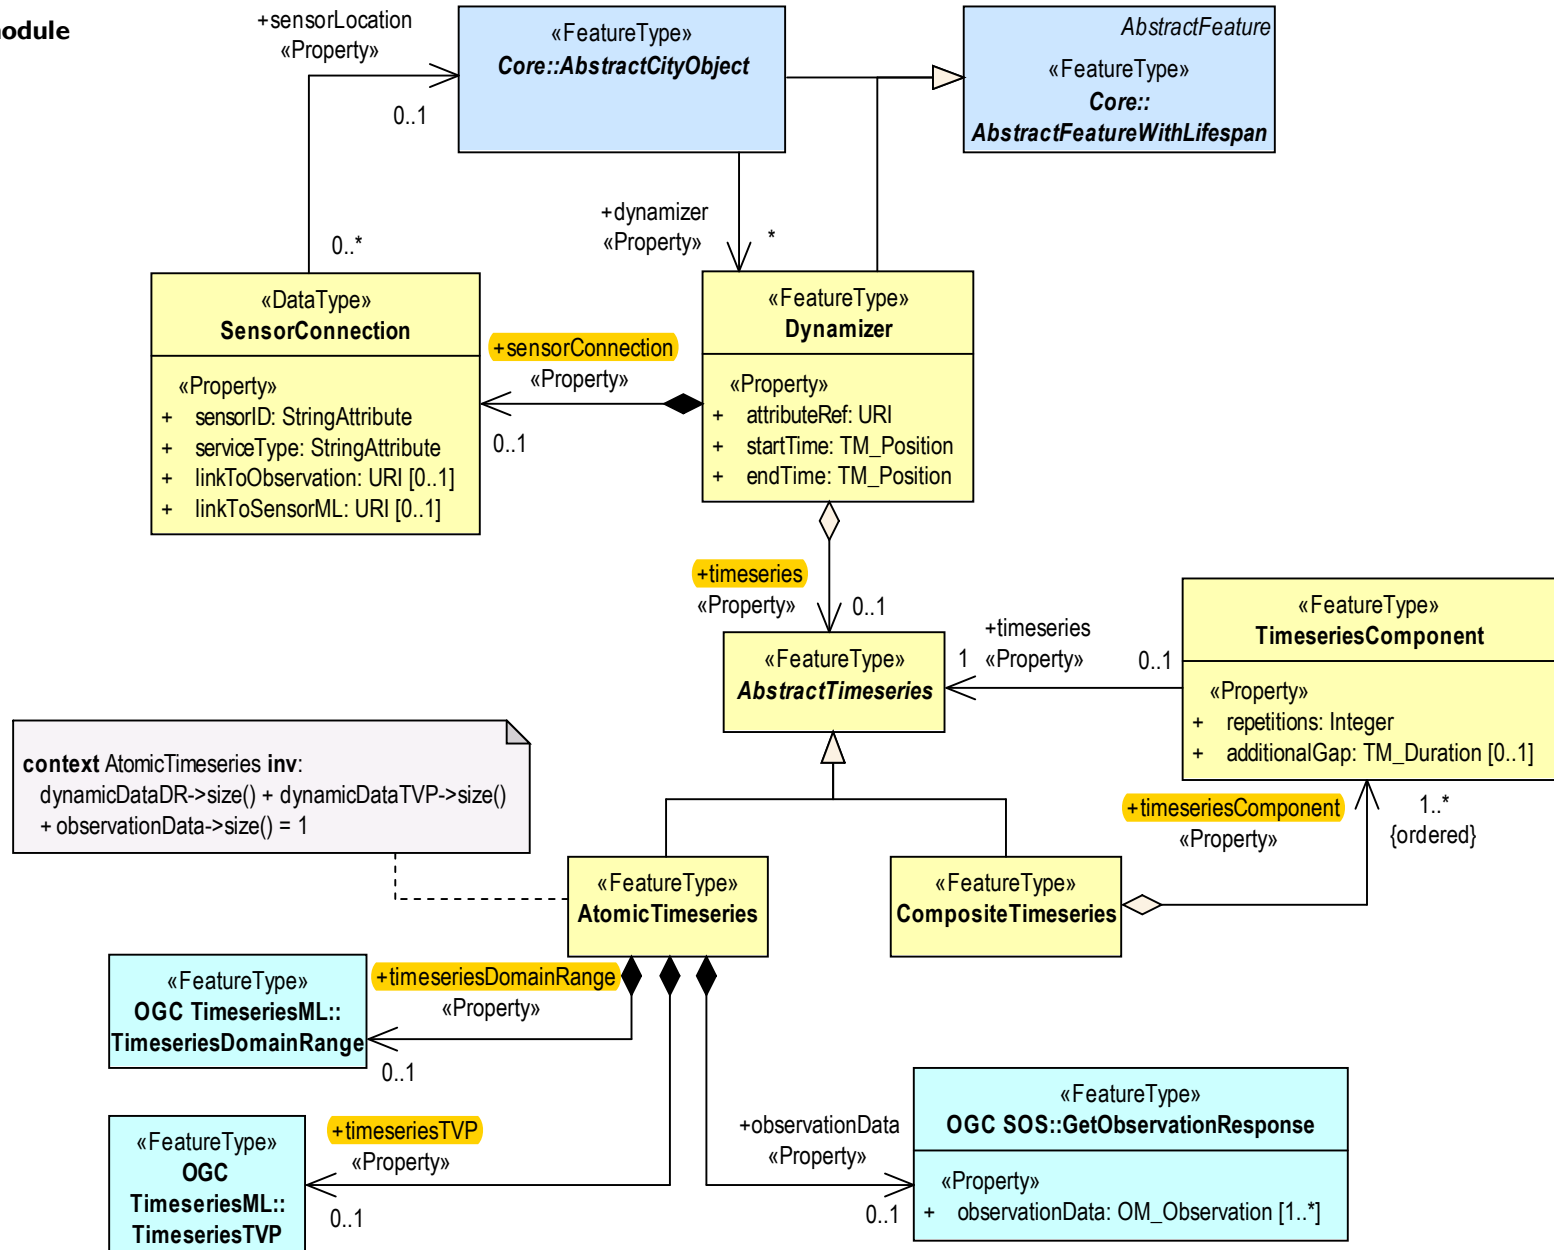 odule
+sensorLocation
«Property»
0..1
0..*
«FeatureType»
Core::AbstractCityObject
AbstractFeature
«FeatureType»
Core::
AbstractFeatureWithLifespan
+dynamizer
«Property»
*
«DataType»
SensorConnection
«Property»
+ sensorID: StringAttribute
+ serviceType: StringAttribute
+ linkToObservation: URI [0..1]
+ linkToSensorML: URI [0..1]
+sensorConnection
«Property»
0..1
«FeatureType»
Dynamizer
«Property»
+ attributeRef: URI
+ startTime: TM_Position
+ endTime: TM_Position
+timeseries
«Property»
0..1
«FeatureType»
AbstractTimeseries
+timeseries
1 «Property»
0..1
«FeatureType»
TimeseriesComponent
«Property»
+ repetitions: Integer
+ additionalGap: TM_Duration [0..1]
context AtomicTimeseries inv:
dynamicDataDR->size() + dynamicDataTVP->size()
+ observationData->size() = 1
+timeseriesComponent
«Property»
1..*
{ordered}
«FeatureType»
AtomicTimeseries
«FeatureType»
CompositeTimeseries
«FeatureType»
OGC TimeseriesML::
TimeseriesDomainRange
+timeseriesDomainRange
«Property»
0..1
«FeatureType»
OGC
TimeseriesML::
TimeseriesTVP
+timeseriesTVP
«Property»
0..1
+observationData
«Property»
0..1
«FeatureType»
OGC SOS::GetObservationResponse
«Property»
+ observationData: OM_Observation [1..*]